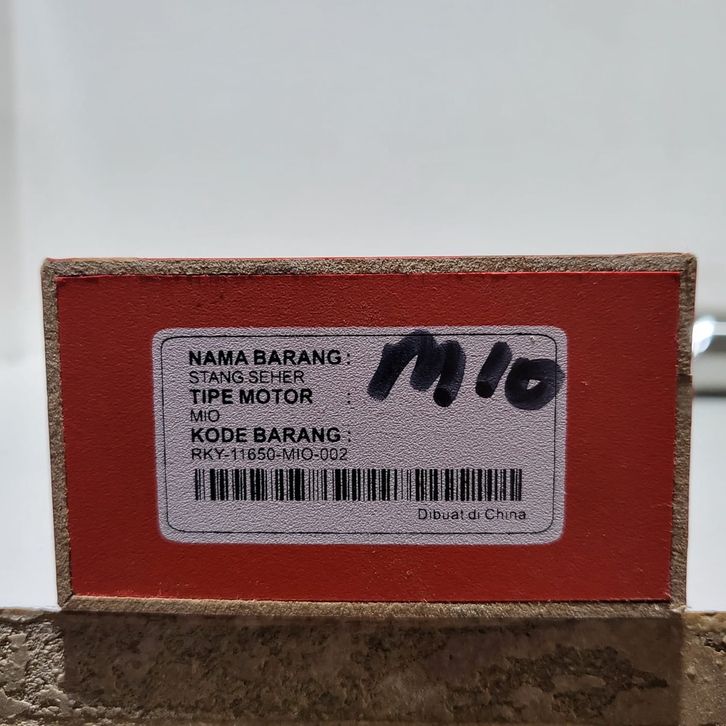 NAMA BARANG :
STANG SEHER
TIPE MOTOR :
MIO
KODE BARANG :
RKY-11650-MIO-002
Dibuat di China
MIO